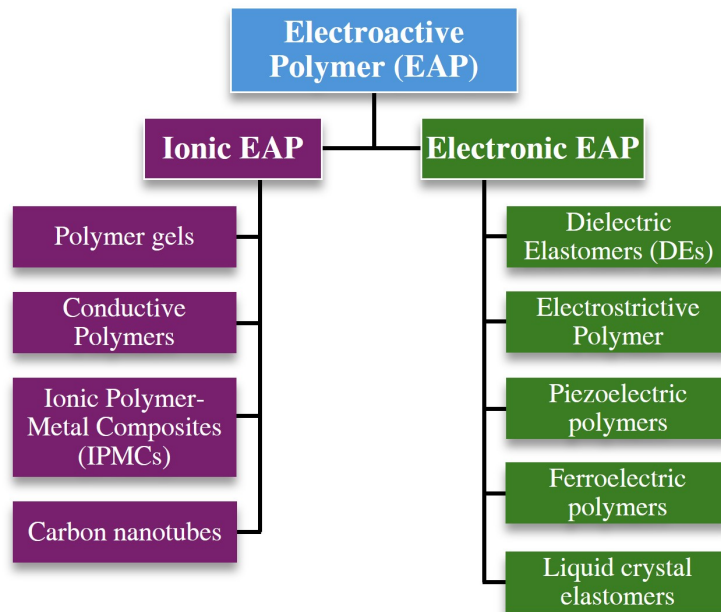 Electroactive
Polymer (EAP)
Ionic EAP
Electronic EAP
Polymer gels
Conductive
Polymers
Ionic Polymer-
Metal Composites
(IPMCs)
Carbon nanotubes
Dielectric
Elastomers (DEs)
Electrostrictive
Polymer
Piezoelectric
polymers
Ferroelectric
polymers
Liquid crystal
elastomers